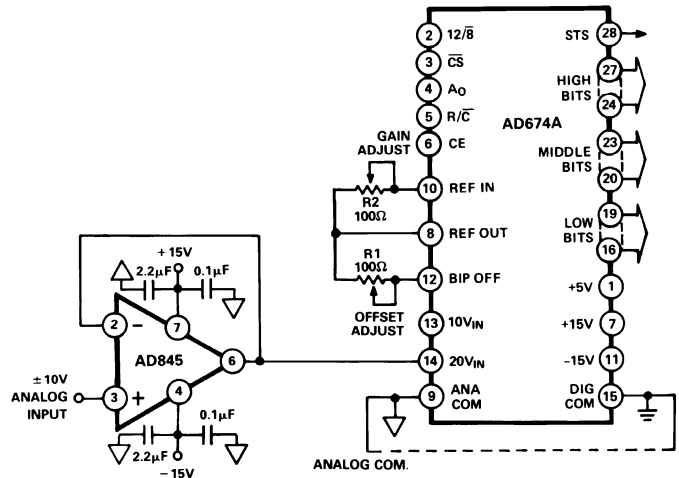 2 12/8̅ STS 28
3 C̅S̅
27
4 A₀ HIGH
BITS
24
5 R/C̅ AD674A
GAIN
ADJUST
6 CE 23
MIDDLE
BITS
20
R2
100Ω
10 REF IN
19
8 REF OUT LOW
BITS
16
R1
100Ω
12 BIP OFF
+5V 1
OFFSET
ADJUST
13 10V_IN +15V 7
14 20V_IN -15V 11
9 ANA
COM
DIG
COM 15
ANALOG COM.
+15V
2.2μF 0.1μF
2 − 7
AD845 6
±10V
ANALOG
INPUT
3 + 4
0.1μF
2.2μF
−15V